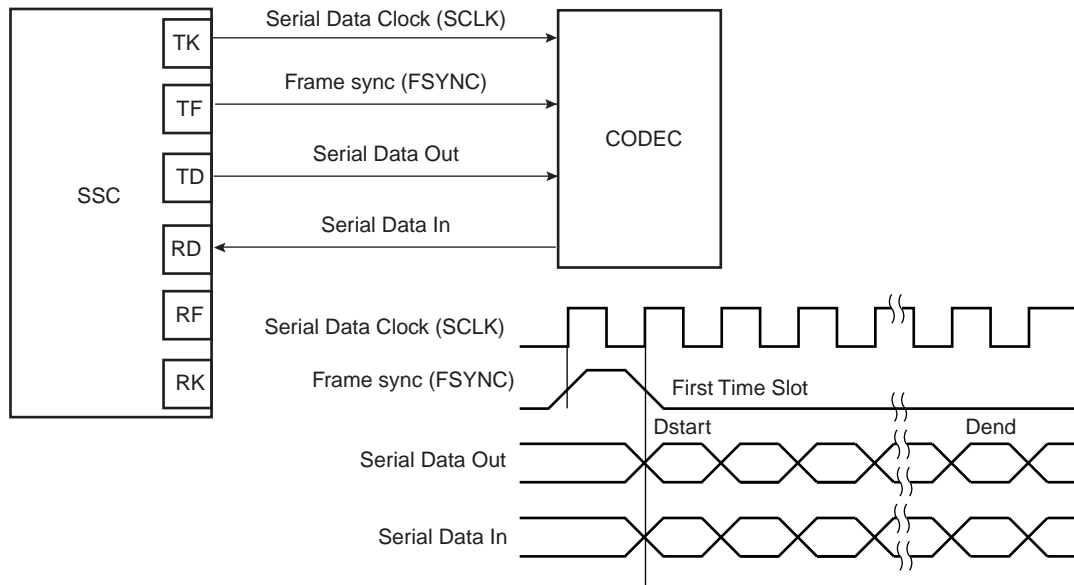 Serial Data Clock (SCLK)
TK
Frame sync (FSYNC)
TF
CODEC
Serial Data Out
TD
SSC
Serial Data In
RD
RF
Serial Data Clock (SCLK)
RK
Frame sync (FSYNC)
First Time Slot
Dstart
Dend
Serial Data Out
Serial Data In